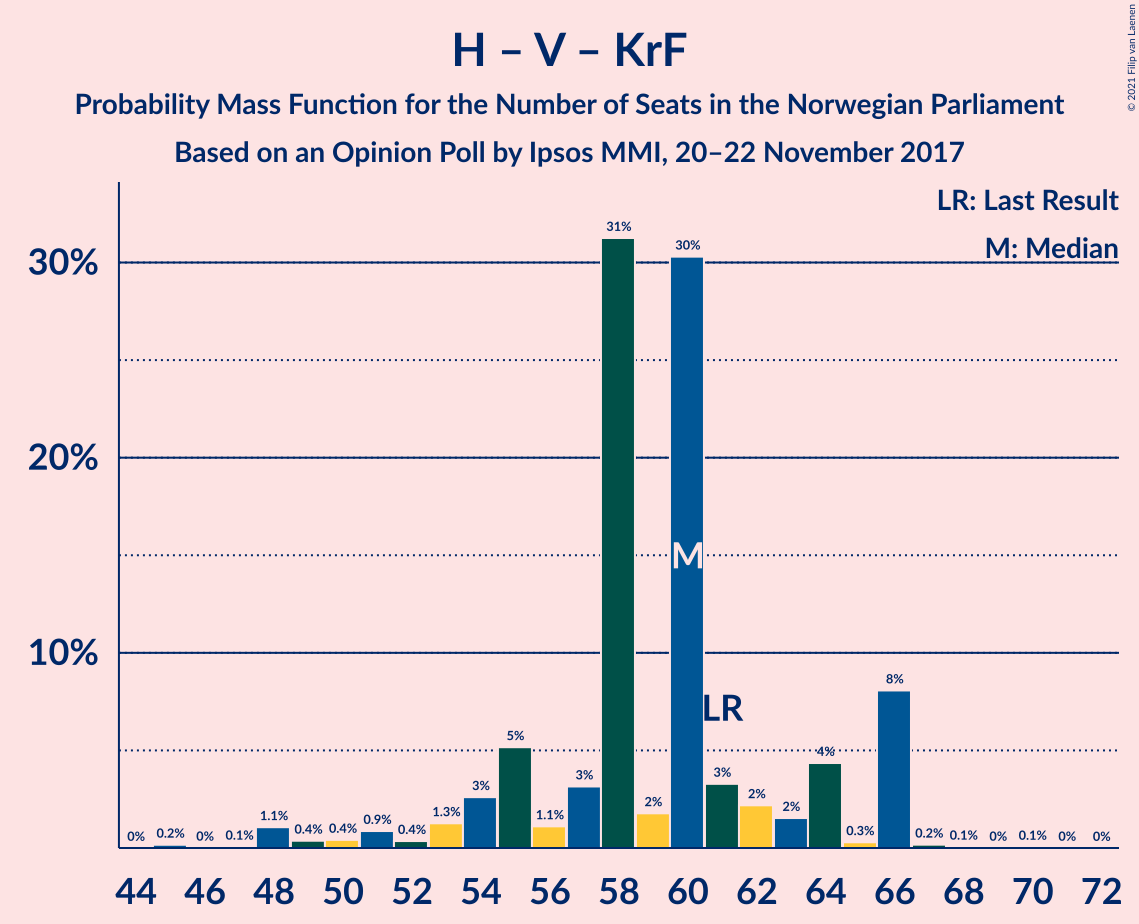 H – V – KrF
Probability Mass Function for the Number of Seats in the Norwegian Parliament
Based on an Opinion Poll by Ipsos MMI, 20–22 November 2017
© 2021 Filip van Laenen
LR: Last Result
M: Median
30%
20%
10%
0% 0.2% 0% 0.1% 1.1% 0.4% 0.4% 0.9% 0.4% 1.3% 3% 5% 1.1% 3% 31% 2% 30% 3% 2% 2% 4% 0.3% 8% 0.2% 0.1% 0% 0.1% 0% 0%
M
LR
44 46 48 50 52 54 56 58 60 62 64 66 68 70 72